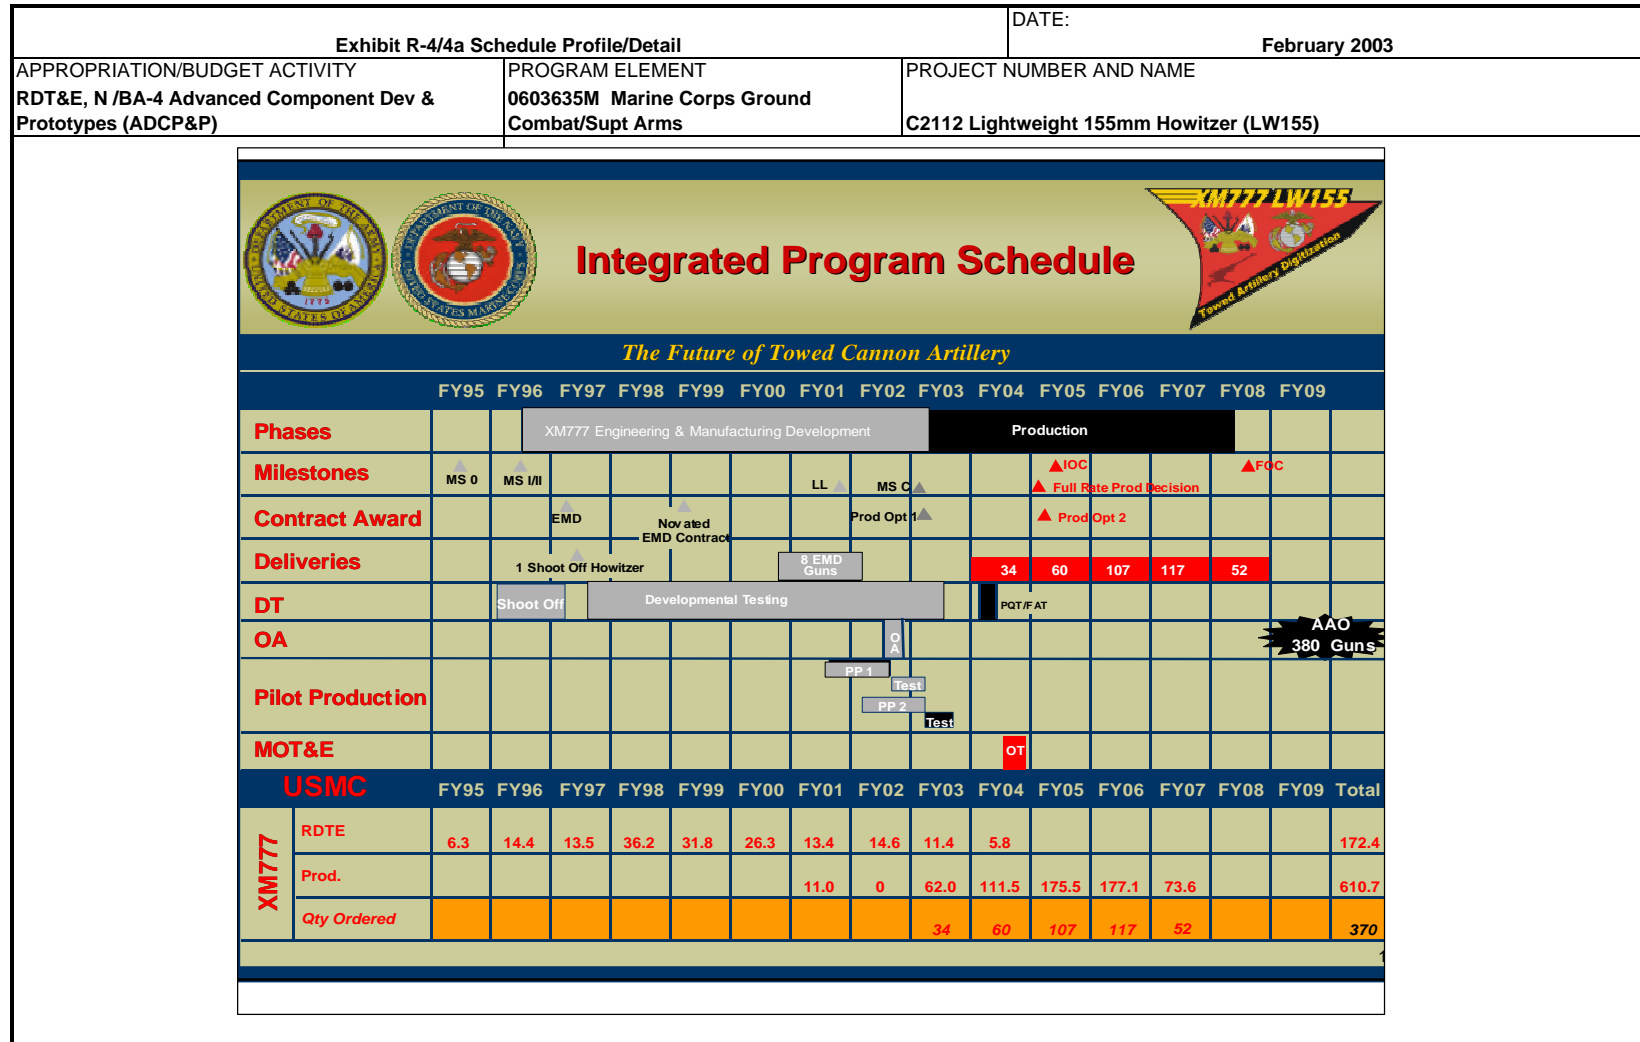 DATE:
Exhibit R-4/4a Schedule Profile/Detail
February 2003
APPROPRIATION/BUDGET ACTIVITY
PROGRAM ELEMENT
PROJECT NUMBER AND NAME
RDT&E, N /BA-4 Advanced Component Dev &
Prototypes (ADCP&P)
0603635M  Marine Corps Ground
Combat/Supt Arms
C2112 Lightweight 155mm Howitzer (LW155)
Integrated Program Schedule
XM777 LW155
Towed Artillery Digitization
1775
The Future of Towed Cannon Artillery
FY95 FY96 FY97 FY98 FY99 FY00 FY01 FY02 FY03 FY04 FY05 FY06 FY07 FY08 FY09
Phases
XM777 Engineering & Manufacturing Development
Production
Milestones
MS 0
MS I/II
LL
MS C
IOC
Full Rate Prod Decision
FOC
Contract Award
EMD
Novated
EMD Contract
Prod Opt 1
Prod Opt 2
Deliveries
1 Shoot Off Howitzer
8 EMD
Guns
34 60 107 117 52
DT
Shoot Off
Developmental Testing
PQT/FAT
OA
O
A
AAO
380 Guns
Pilot Production
PP 1
Test
PP 2
Test
MOT&E
OT
USMC FY95 FY96 FY97 FY98 FY99 FY00 FY01 FY02 FY03 FY04 FY05 FY06 FY07 FY08 FY09 Total
XM777
RDTE 6.3 14.4 13.5 36.2 31.8 26.3 13.4 14.6 11.4 5.8 172.4
Prod. 11.0 0 62.0 111.5 175.5 177.1 73.6 610.7
Qty Ordered 34 60 107 117 52 370
1